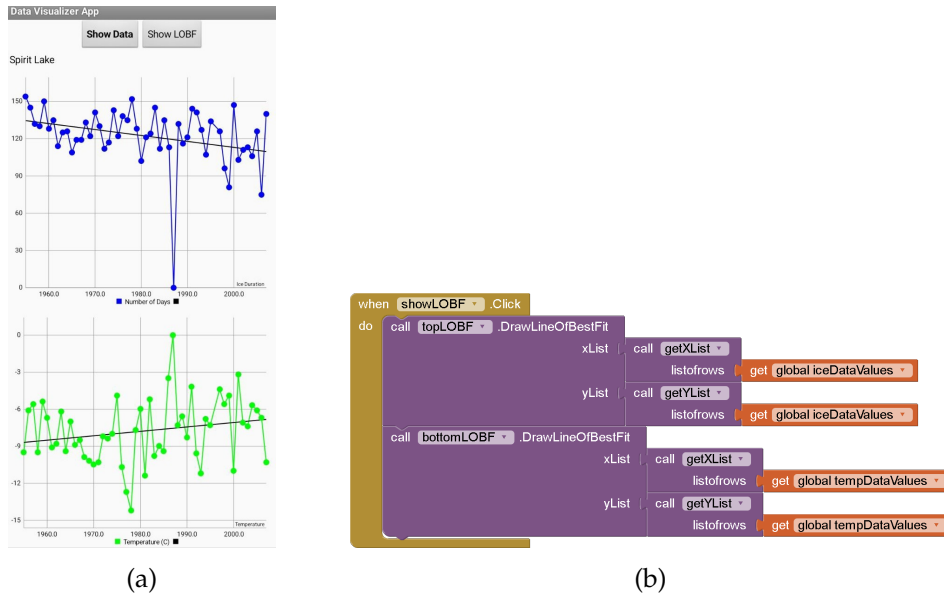 Data Visualizer App
Show Data Show LOBF
Spirit Lake
150
120
90
60
30
0
Ice Duration
1960.0 1970.0 1980.0 1990.0 2000.0
Number of Days
-0
-3
-6
-9
-12
-15
Temperature
1960.0 1970.0 1980.0 1990.0 2000.0
Temperature (C)
(a)
when showLOBF .Click
do call topLOBF .DrawLineOfBestFit
xList call getXList
listofrows get global iceDataValues
yList call getYList
listofrows get global iceDataValues
call bottomLOBF .DrawLineOfBestFit
xList call getXList
listofrows get global tempDataValues
yList call getYList
listofrows get global tempDataValues
(b)